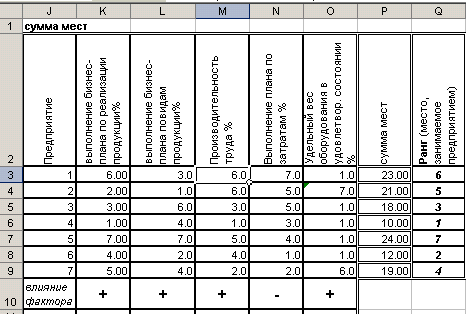 J K L M N O P Q
1 сумма мест
2
Предприятие
выполнение бизнес-
плана по реализации
продукции%
выполнение бизнес-
плана повидам
продукции%
Производительность
труда %
Выполнение плана по
затратам %
Удельный вес
оборудования в
удовлетвор. состоянии
%
сумма мест
Ранг (место,
занимаемое
предприятием)
3 1 6.00 3.0 6.0 7.0 1.0 23.00 6
4 2 2.00 1.0 6.0 5.0 7.0 21.00 5
5 3 3.00 6.0 3.0 5.0 1.0 18.00 3
6 4 1.00 4.0 1.0 3.0 1.0 10.00 1
7 5 7.00 7.0 5.0 4.0 1.0 24.00 7
8 6 4.00 2.0 4.0 1.0 1.0 12.00 2
9 7 5.00 4.0 2.0 2.0 6.0 19.00 4
влияние
10 фактора + + + - +